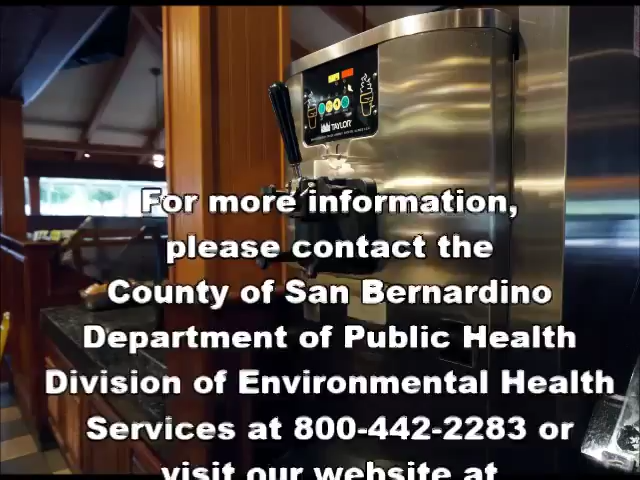 TAYLOR
For more information,
please contact the
County of San Bernardino
Department of Public Health
Division of Environmental Health
Services at 800-442-2283 or
visit our website at